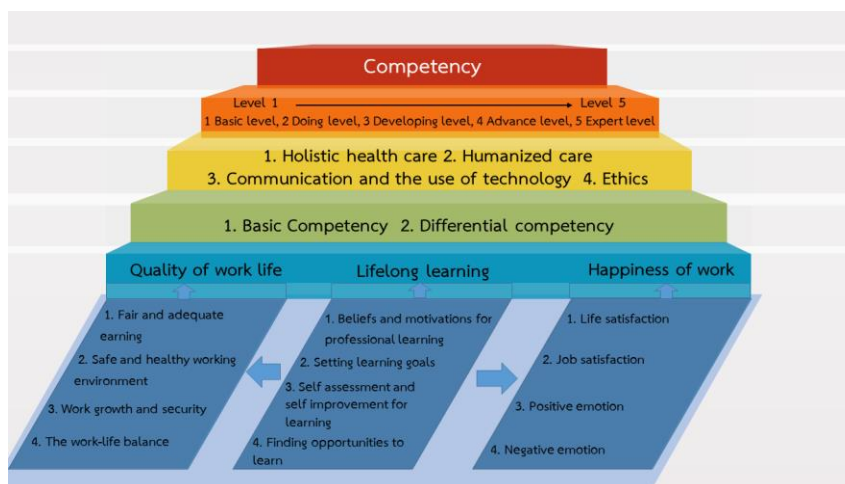 Competency
Level 1
Level 5
1 Basic level, 2 Doing level, 3 Developing level, 4 Advance level, 5 Expert level
1. Holistic health care 2. Humanized care
3. Communication and the use of technology 4. Ethics
1. Basic Competency 2. Differential competency
Quality of work life
Lifelong learning
Happiness of work
1. Fair and adequate
earning
2. Safe and healthy working
environment
3. Work growth and security
4. The work-life balance
1. Beliefs and motivations for
professional learning
2. Setting learning goals
3. Self assessment and
self improvement for
learning
4. Finding opportunities to
learn
1. Life satisfaction
2. Job satisfaction
3. Positive emotion
4. Negative emotion